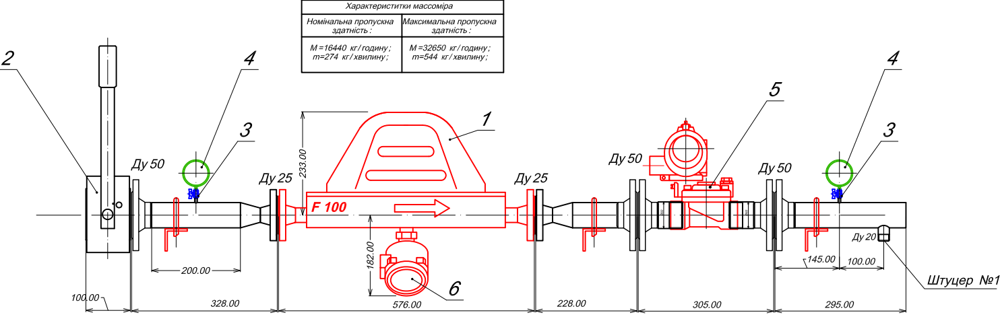 Характериститки массоміра
Номінальна пропускна здатність :
Максимальна пропускна здатність :
М =16440 кг/годину ;
m=274 кг/хвилину ;
М =32650 кг/годину ;
m=544 кг/хвилину ;
2
4
3
1
5
4
3
Ду 50
233.00
Ду 25
Ду 25
Ду 50
Ду 50
F 100
Ду 20
200.00
182.00
6
145.00
100.00
Штуцер №1
100.00
328.00
576.00
228.00
305.00
295.00